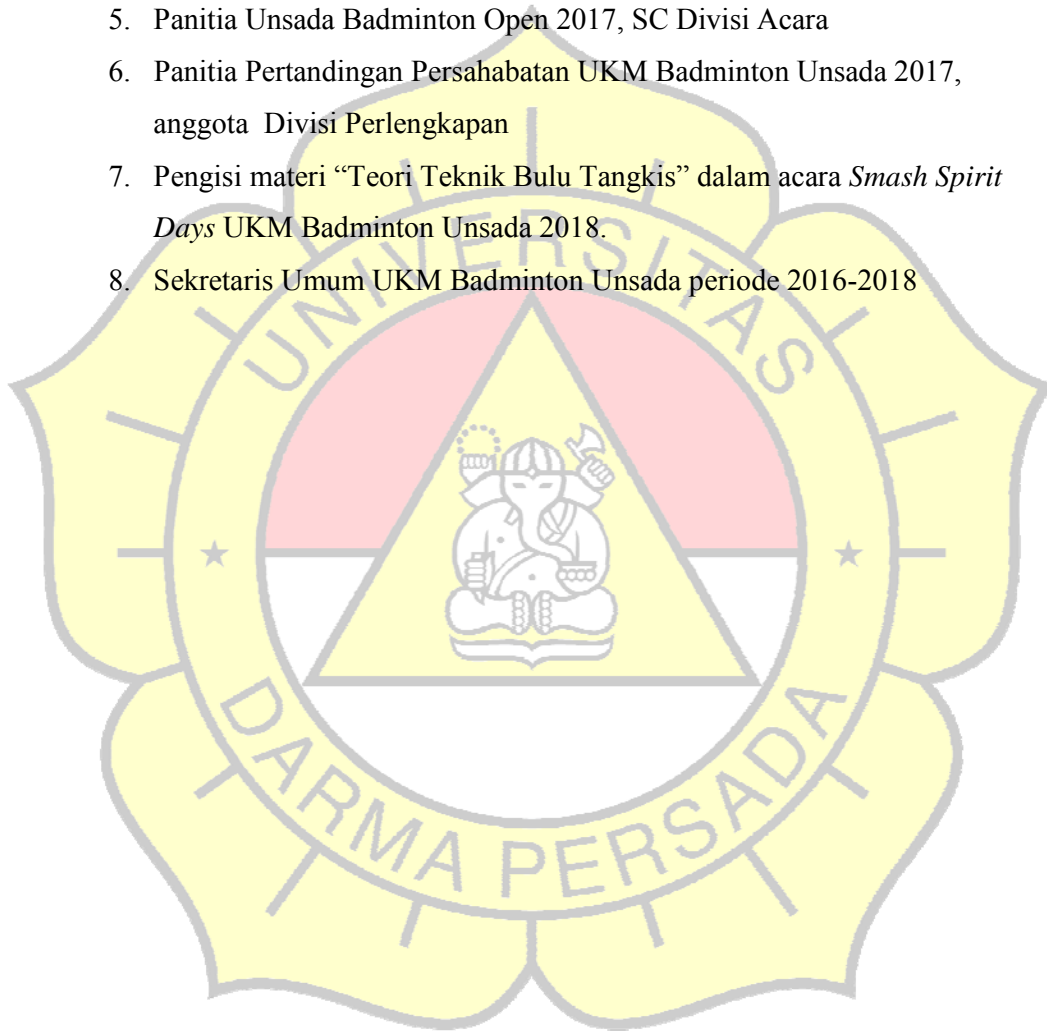 5. Panitia Unsada Badminton Open 2017, SC Divisi Acara
6. Panitia Pertandingan Persahabatan UKM Badminton Unsada 2017,
anggota Divisi Perlengkapan
7. Pengisi materi “Teori Teknik Bulu Tangkis” dalam acara Smash Spirit
Days UKM Badminton Unsada 2018.
8. Sekretaris Umum UKM Badminton Unsada periode 2016-2018
UNIVERSITAS
DARMA PERSADA